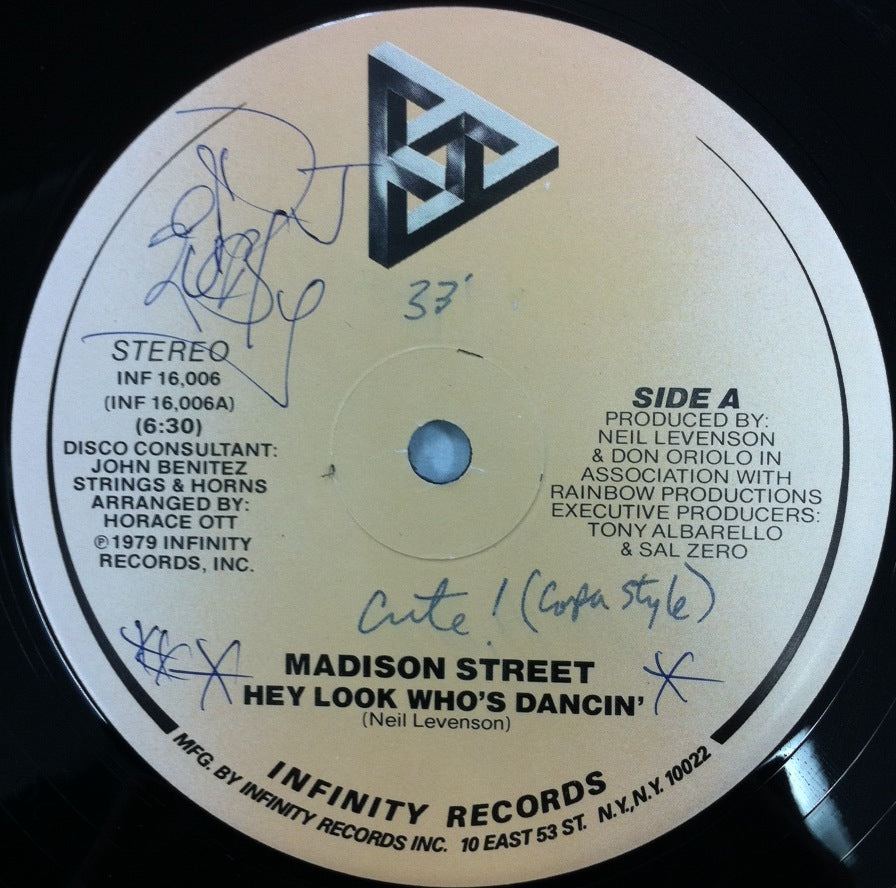 33
STEREO
INF 16,006
(INF 16,006A)
(6:30)
DISCO CONSULTANT:
JOHN BENITEZ
STRINGS & HORNS
ARRANGED BY:
HORACE OTT
℗ 1979 INFINITY
RECORDS, INC.
SIDE A
PRODUCED BY:
NEIL LEVENSON
& DON ORIOLO IN
ASSOCIATION WITH
RAINBOW PRODUCTIONS
EXECUTIVE PRODUCERS:
TONY ALBARELLO
& SAL ZERO
Cute! (Copa Style)
MADISON STREET
HEY LOOK WHO'S DANCIN'
(Neil Levenson)
INFINITY RECORDS
MFG. BY INFINITY RECORDS INC. 10 EAST 53 ST. N.Y., N.Y. 10022